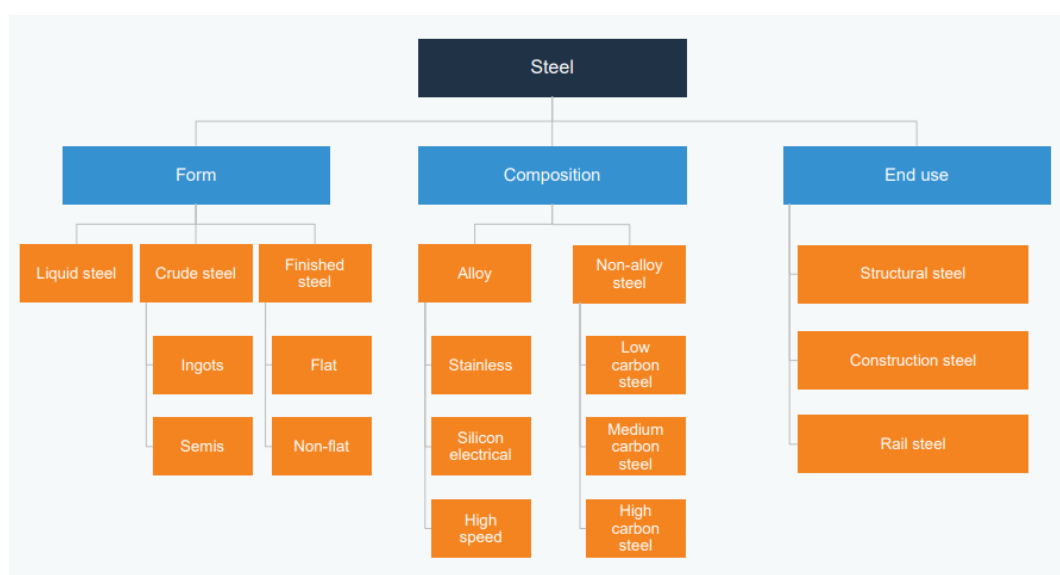 Steel
Form
Composition
End use
Liquid steel
Crude steel
Finished
steel
Alloy
Non-alloy
steel
Structural steel
Ingots
Flat
Stainless
Low
carbon
steel
Construction steel
Semis
Non-flat
Silicon
electrical
Medium
carbon
steel
Rail steel
High
speed
High
carbon
steel